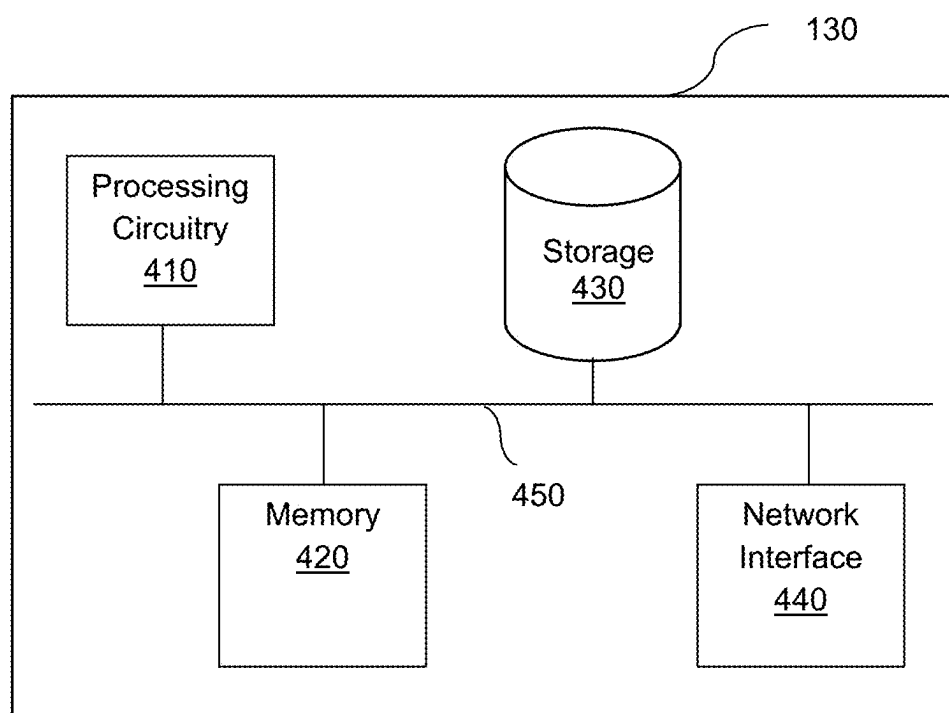 130
Processing
Circuitry
410
Storage
430
450
Memory
420
Network
Interface
440